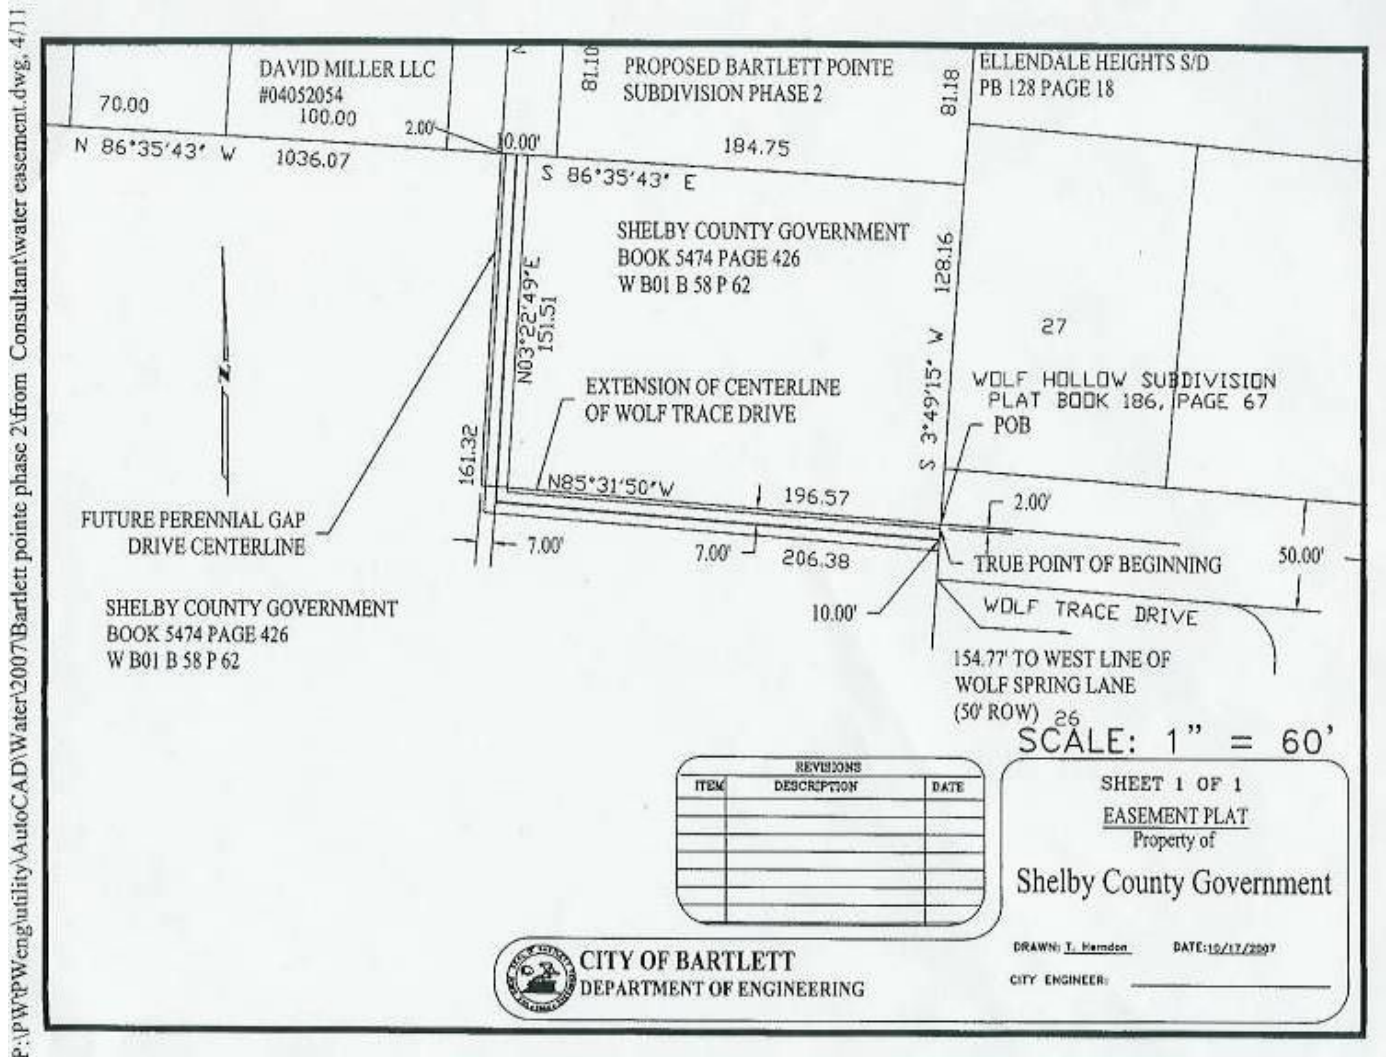 P:\PW\PWeng\utility\AutoCAD\Water\2007\Bartlett pointe phase 2\from Consultant\water easement.dwg, 4/11
70.00
DAVID MILLER LLC
#04052054
100.00
2.00'
10.00'
N
81.10
PROPOSED BARTLETT POINTE
SUBDIVISION PHASE 2
184.75
81.18
ELLENDALE HEIGHTS S/D
PB 128 PAGE 18
N 86°35'43" W 1036.07
S 86°35'43" E
SHELBY COUNTY GOVERNMENT
BOOK 5474 PAGE 426
W B01 B 58 P 62
N03°22'49"E
151.51
128.16
S 3°49'15" W
27
WOLF HOLLOW SUBDIVISION
PLAT BOOK 186, PAGE 67
POB
N
EXTENSION OF CENTERLINE
OF WOLF TRACE DRIVE
161.32
N85°31'50"W
196.57
2.00'
FUTURE PERENNIAL GAP
DRIVE CENTERLINE
7.00'
7.00'
206.38
TRUE POINT OF BEGINNING
50.00'
10.00'
WOLF TRACE DRIVE
SHELBY COUNTY GOVERNMENT
BOOK 5474 PAGE 426
W B01 B 58 P 62
154.77' TO WEST LINE OF
WOLF SPRING LANE
(50' ROW)
26
SCALE: 1" = 60'
REVISIONS
ITEM DESCRIPTION DATE
SHEET 1 OF 1
EASEMENT PLAT
Property of
Shelby County Government
DRAWN: T. Herndon DATE:10/17/2007
CITY ENGINEER:
CITY OF BARTLETT
DEPARTMENT OF ENGINEERING